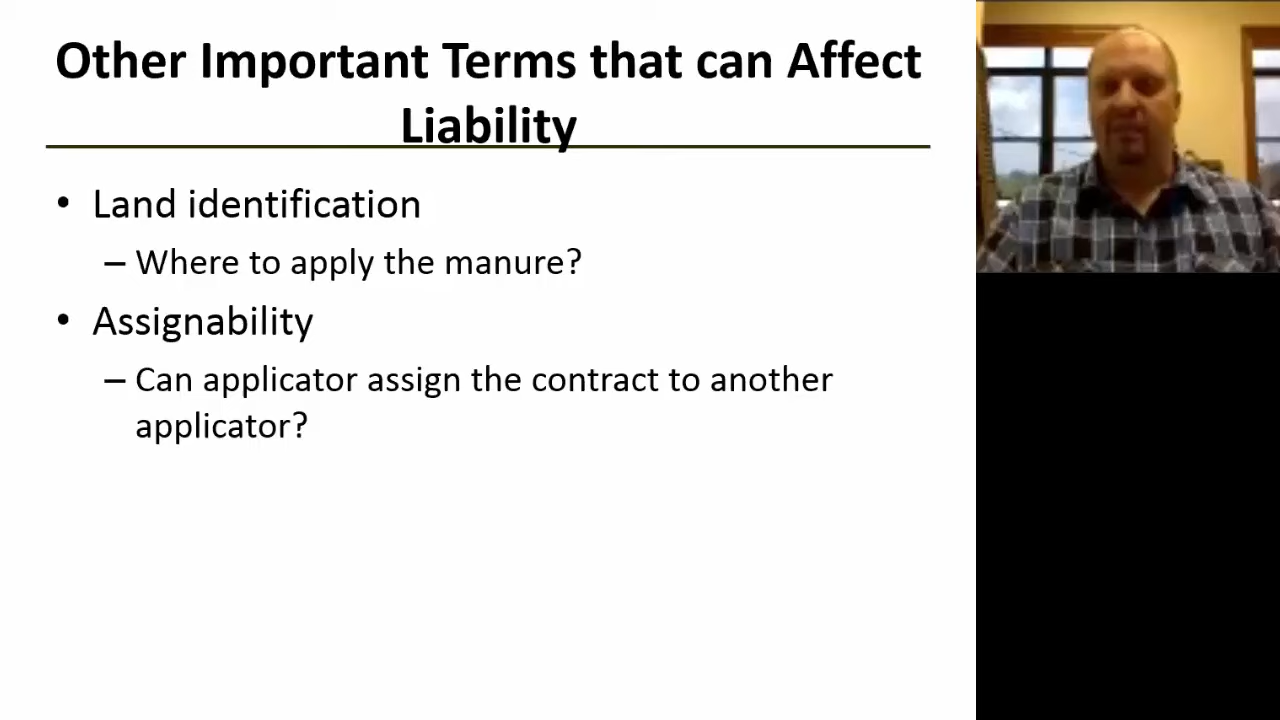 Other Important Terms that can Affect
Liability
• Land identification
– Where to apply the manure?
• Assignability
– Can applicator assign the contract to another
applicator?